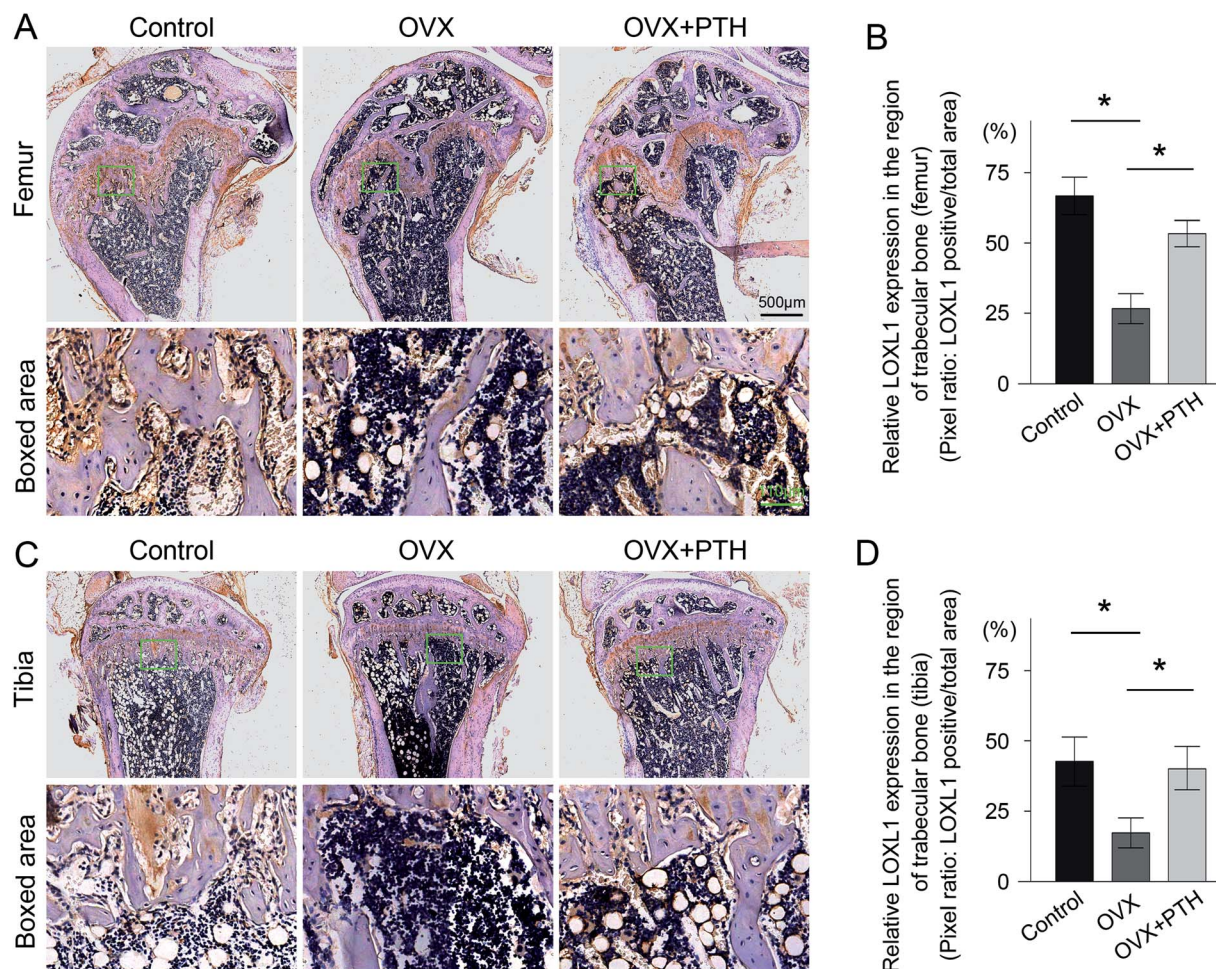 A
Control
OVX
OVX+PTH
Femur
500μm
Boxed area
110μm
B
Relative LOXL1 expression in the region
of trabecular bone (femur)
(Pixel ratio: LOXL1 positive/total area)
(%)
75
50
25
0
*
*
Control
OVX
OVX+PTH
C
Control
OVX
OVX+PTH
Tibia
Boxed area
D
Relative LOXL1 expression in the region
of trabecular bone (tibia)
(Pixel ratio: LOXL1 positive/total area)
(%)
75
50
25
0
*
*
Control
OVX
OVX+PTH